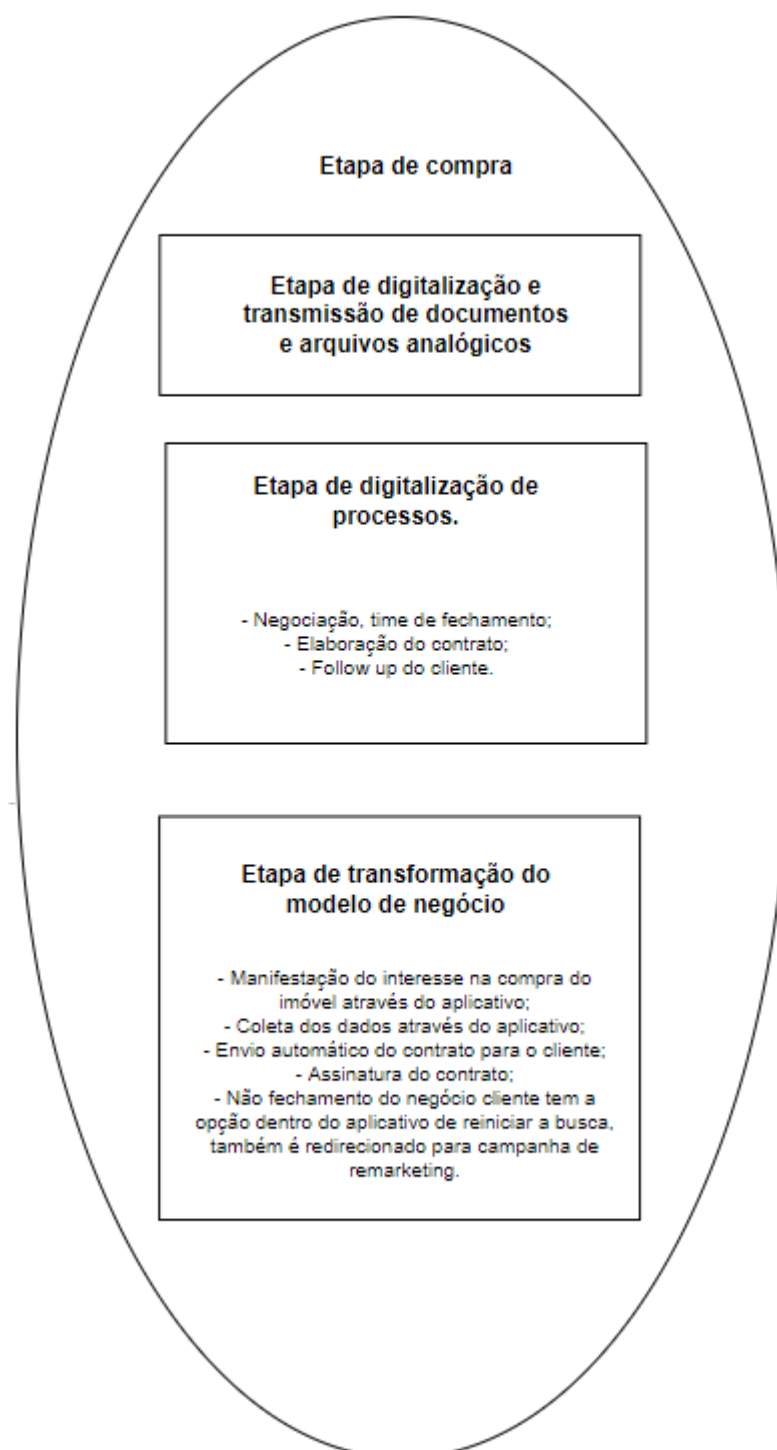 Etapa de compra
Etapa de digitalização e
transmissão de documentos
e arquivos analógicos
Etapa de digitalização de
processos.
- Negociação, time de fechamento;
- Elaboração do contrato;
- Follow up do cliente.
Etapa de transformação do
modelo de negócio
- Manifestação do interesse na compra do
imóvel através do aplicativo;
- Coleta dos dados através do aplicativo;
- Envio automático do contrato para o cliente;
- Assinatura do contrato;
- Não fechamento do negócio cliente tem a
opção dentro do aplicativo de reiniciar a busca,
também é redirecionado para campanha de
remarketing.